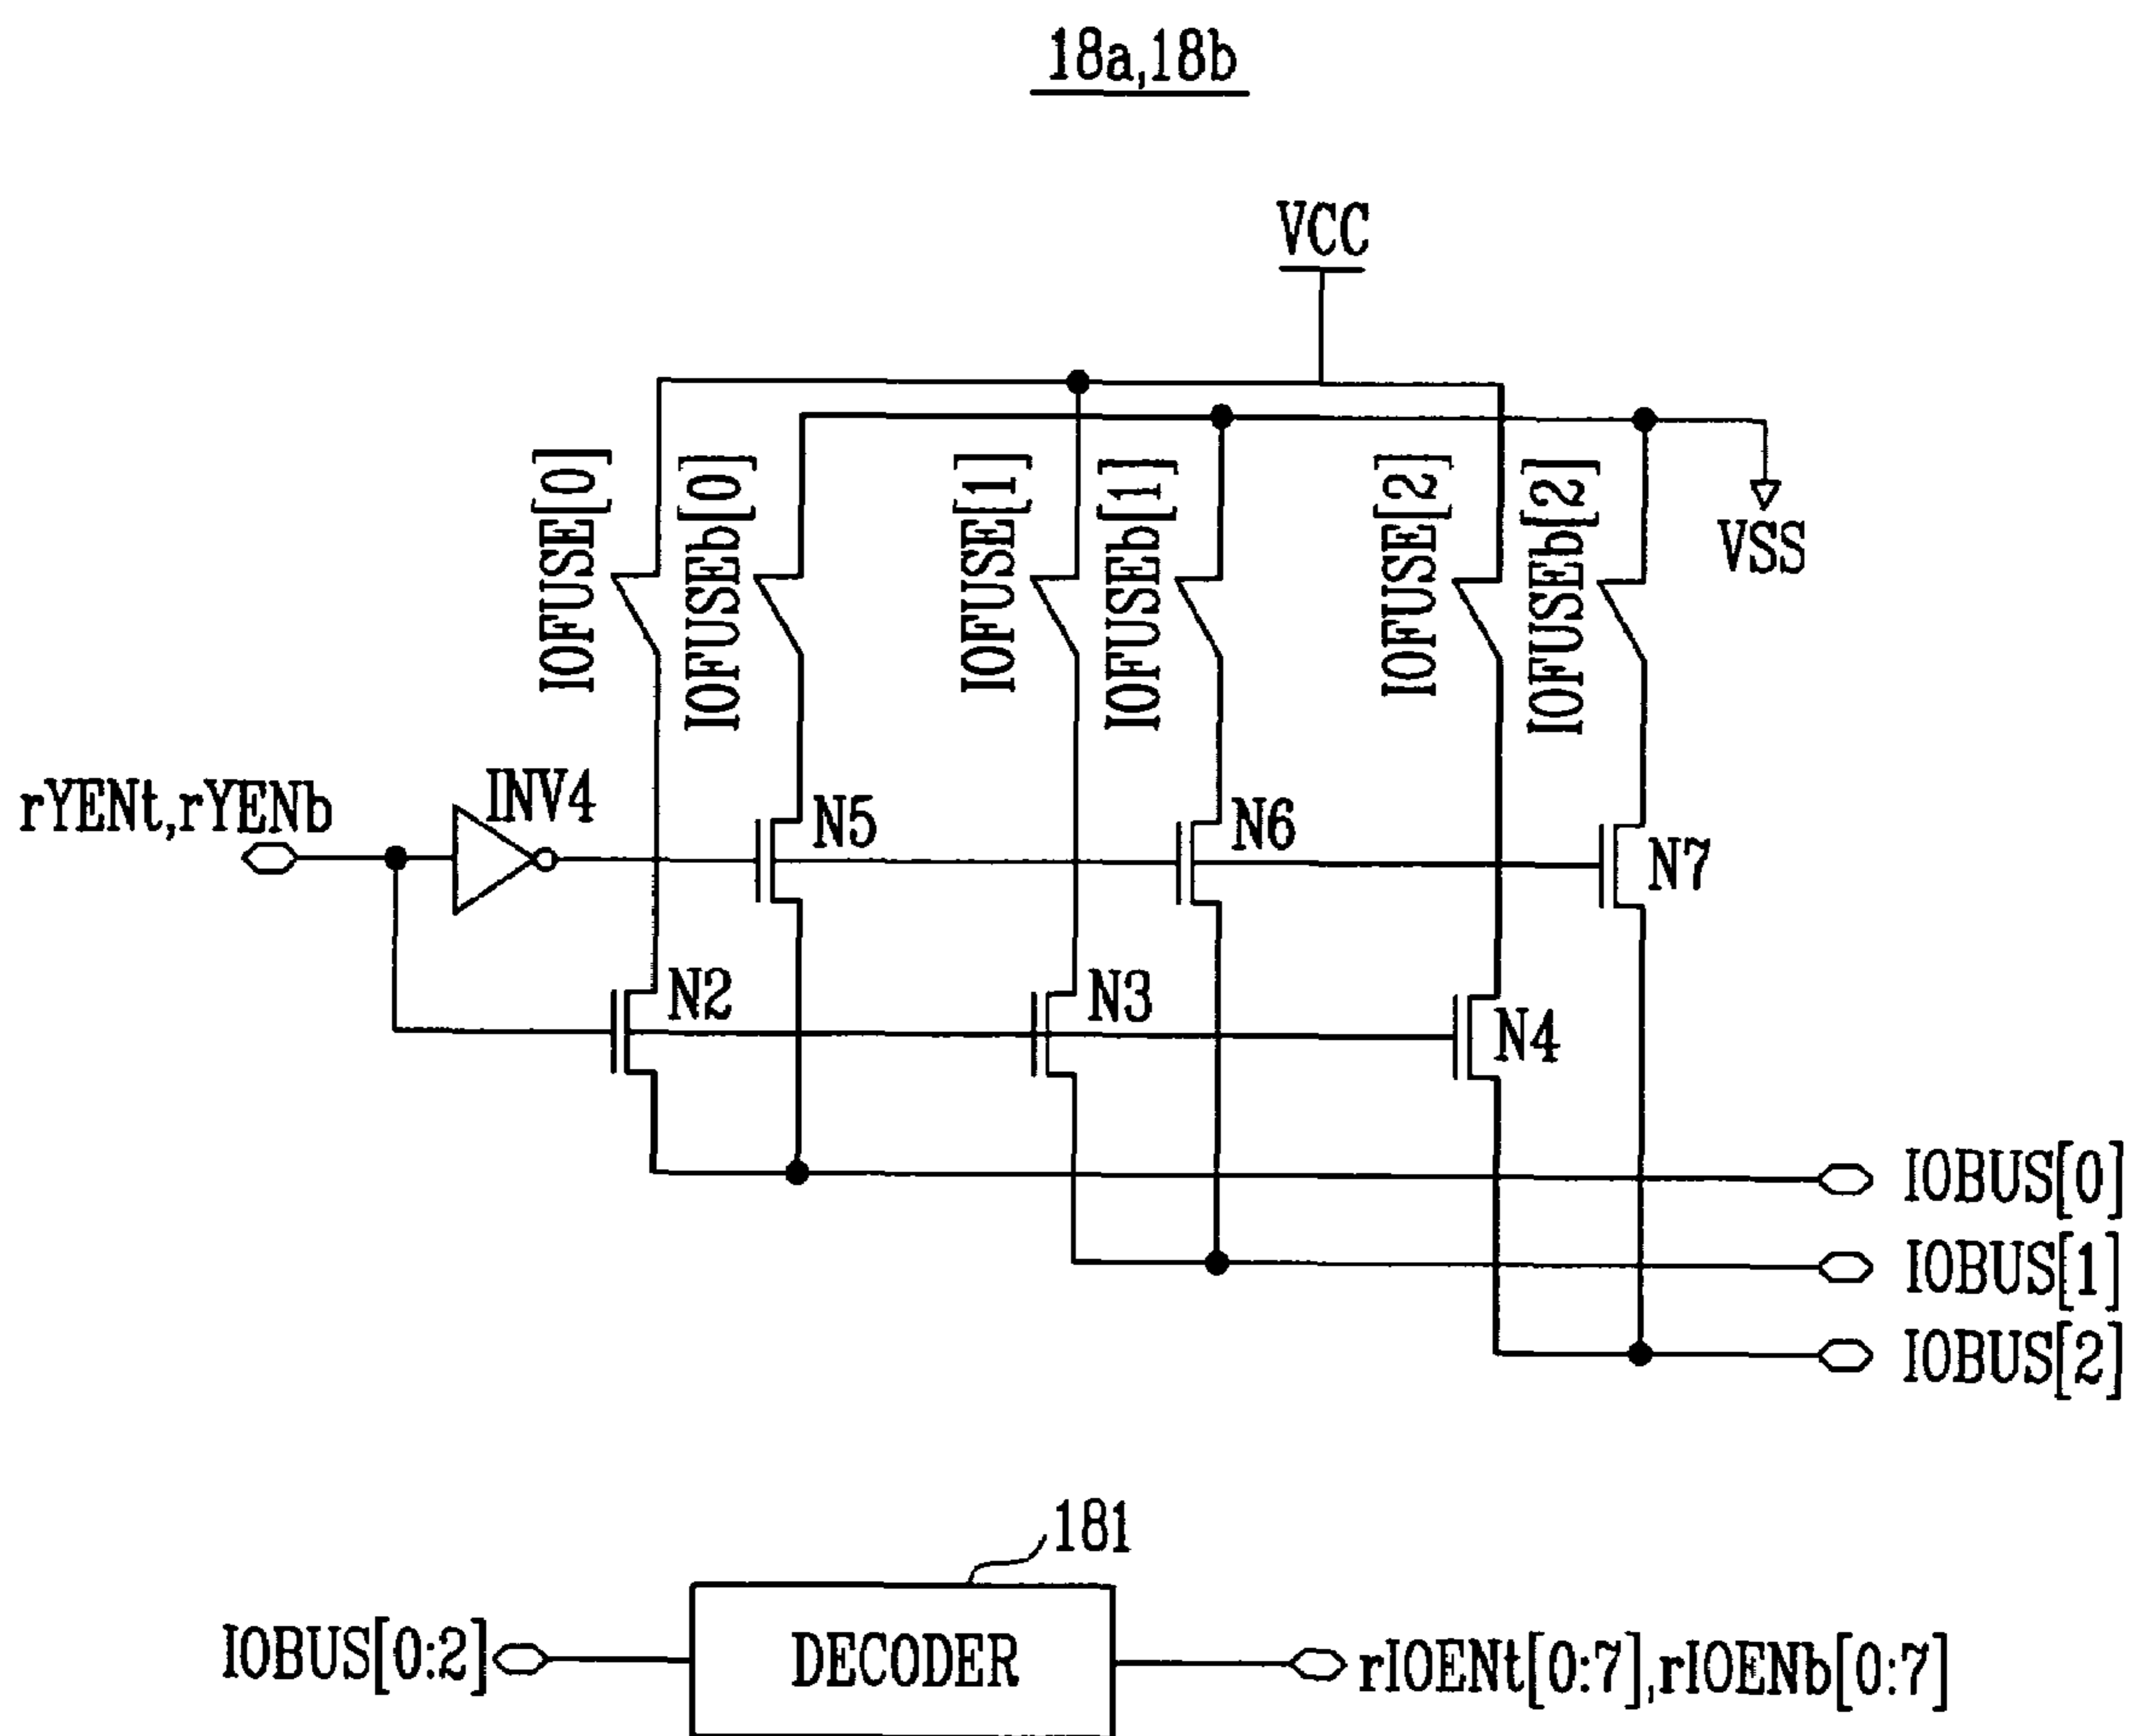 18a,18b
VCC
IOFUSE[0]
IOFUSEb[0]
IOFUSE[1]
IOFUSEb[1]
IOFUSE[2]
IOFUSEb[2]
VSS
rYENt,rYENb
INV4
N5
N6
N7
N2
N3
N4
IOBUS[0]
IOBUS[1]
IOBUS[2]
181
IOBUS[0:2]
DECODER
rIOENt[0:7],rIOENb[0:7]